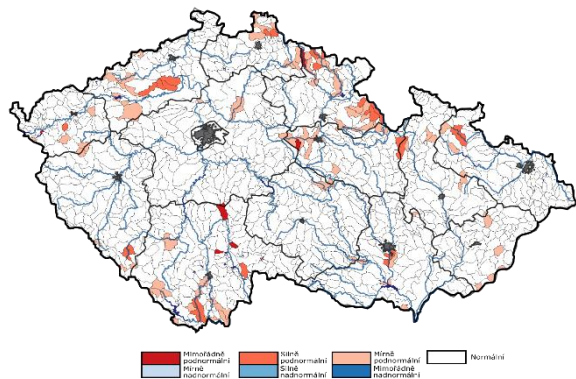 Mimořádně podnormální
Silně podnormální
Mírně podnormální
Normální
Mírně nadnormální
Silně nadnormální
Mimořádně nadnormální